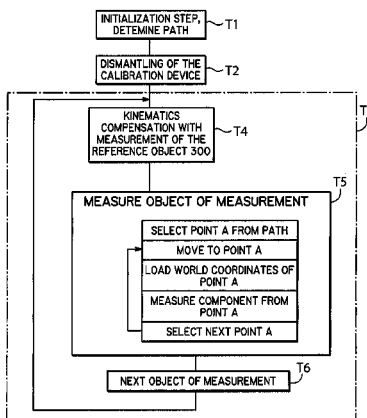 INITIALIZATION STEP,
DETEMINE PATH
T1
DISMANTLING OF THE
CALIBRATION DEVICE
T2
KINEMATICS
COMPENSATION WITH
MEASUREMENT OF THE
REFERENCE OBJECT 300
T4
T5
MEASURE OBJECT OF MEASUREMENT
SELECT POINT A FROM PATH
MOVE TO POINT A
LOAD WORLD COORDINATES OF
POINT A
MEASURE COMPONENT FROM
POINT A
SELECT NEXT POINT A
NEXT OBJECT OF MEASUREMENT
T6